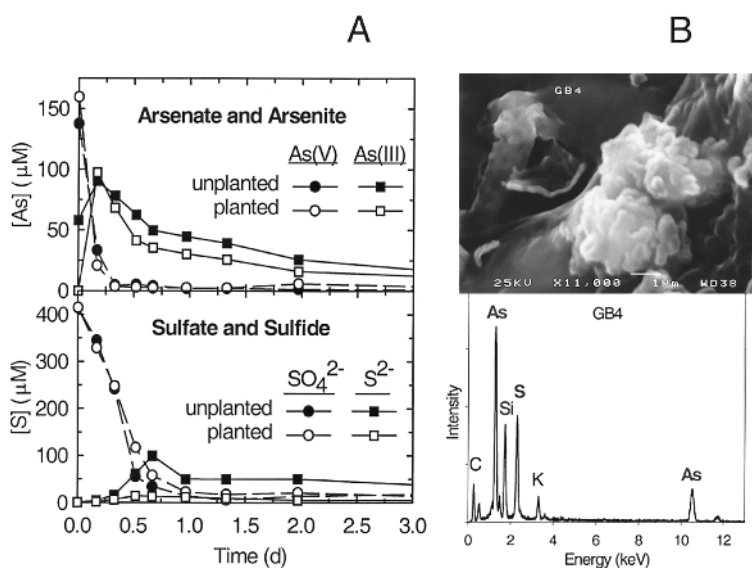 A
B
150
100
50
0
[As] (µM)
Arsenate and Arsenite
As(V) As(III)
unplanted
planted
400
300
200
100
0
[S] (µM)
Sulfate and Sulfide
SO₄²⁻ S²⁻
unplanted
planted
0.0 0.5 1.0 1.5 2.0 2.5 3.0
Time (d)
GB4
25KV X11,000 1µm WD38
GB4
As
Si
S
C
K
As
Intensity
0 2 4 6 8 10 12
Energy (keV)